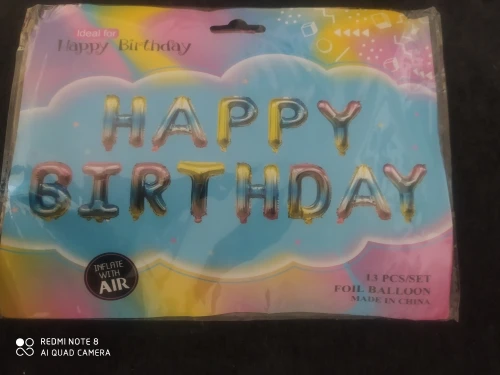 Ideal for
Happy Birthday
HAPPY
BIRTHDAY
INFLATE
WITH
AIR
13 PCS/SET
FOIL BALLOON
MADE IN CHINA
REDMI NOTE 8
AI QUAD CAMERA